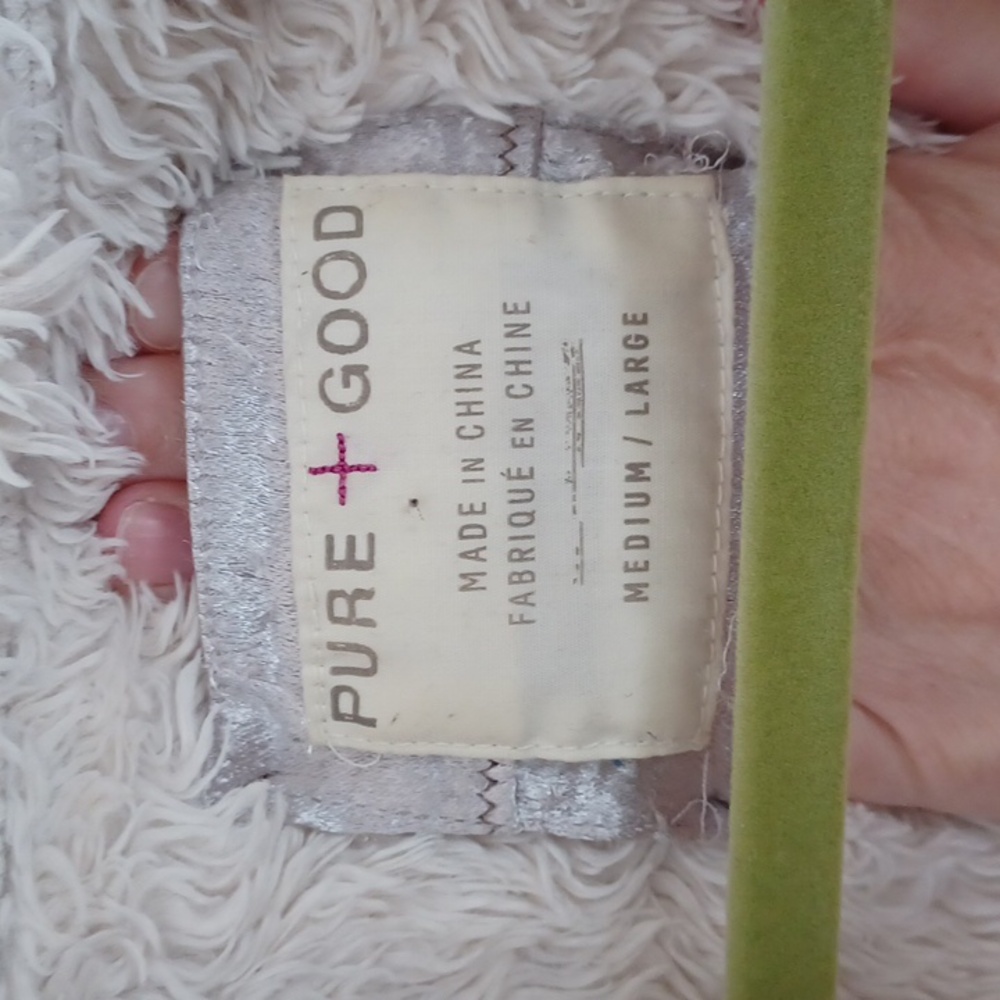 PURE + GOOD
MADE IN CHINA
FABRIQUÉ EN CHINE
MEDIUM / LARGE